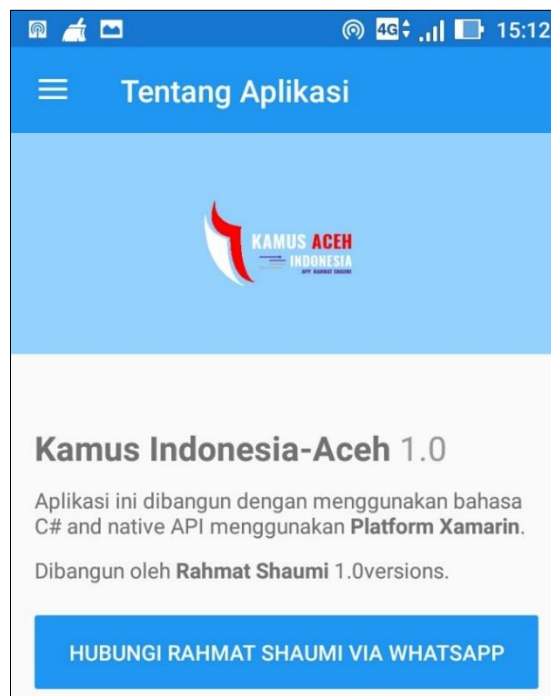 4G 15:12
Tentang Aplikasi
KAMUS ACEH
INDONESIA
APP. RAHMAT SHAUMI
Kamus Indonesia-Aceh 1.0
Aplikasi ini dibangun dengan menggunakan bahasa
C# and native API menggunakan Platform Xamarin.
Dibangun oleh Rahmat Shaumi 1.0versions.
HUBUNGI RAHMAT SHAUMI VIA WHATSAPP